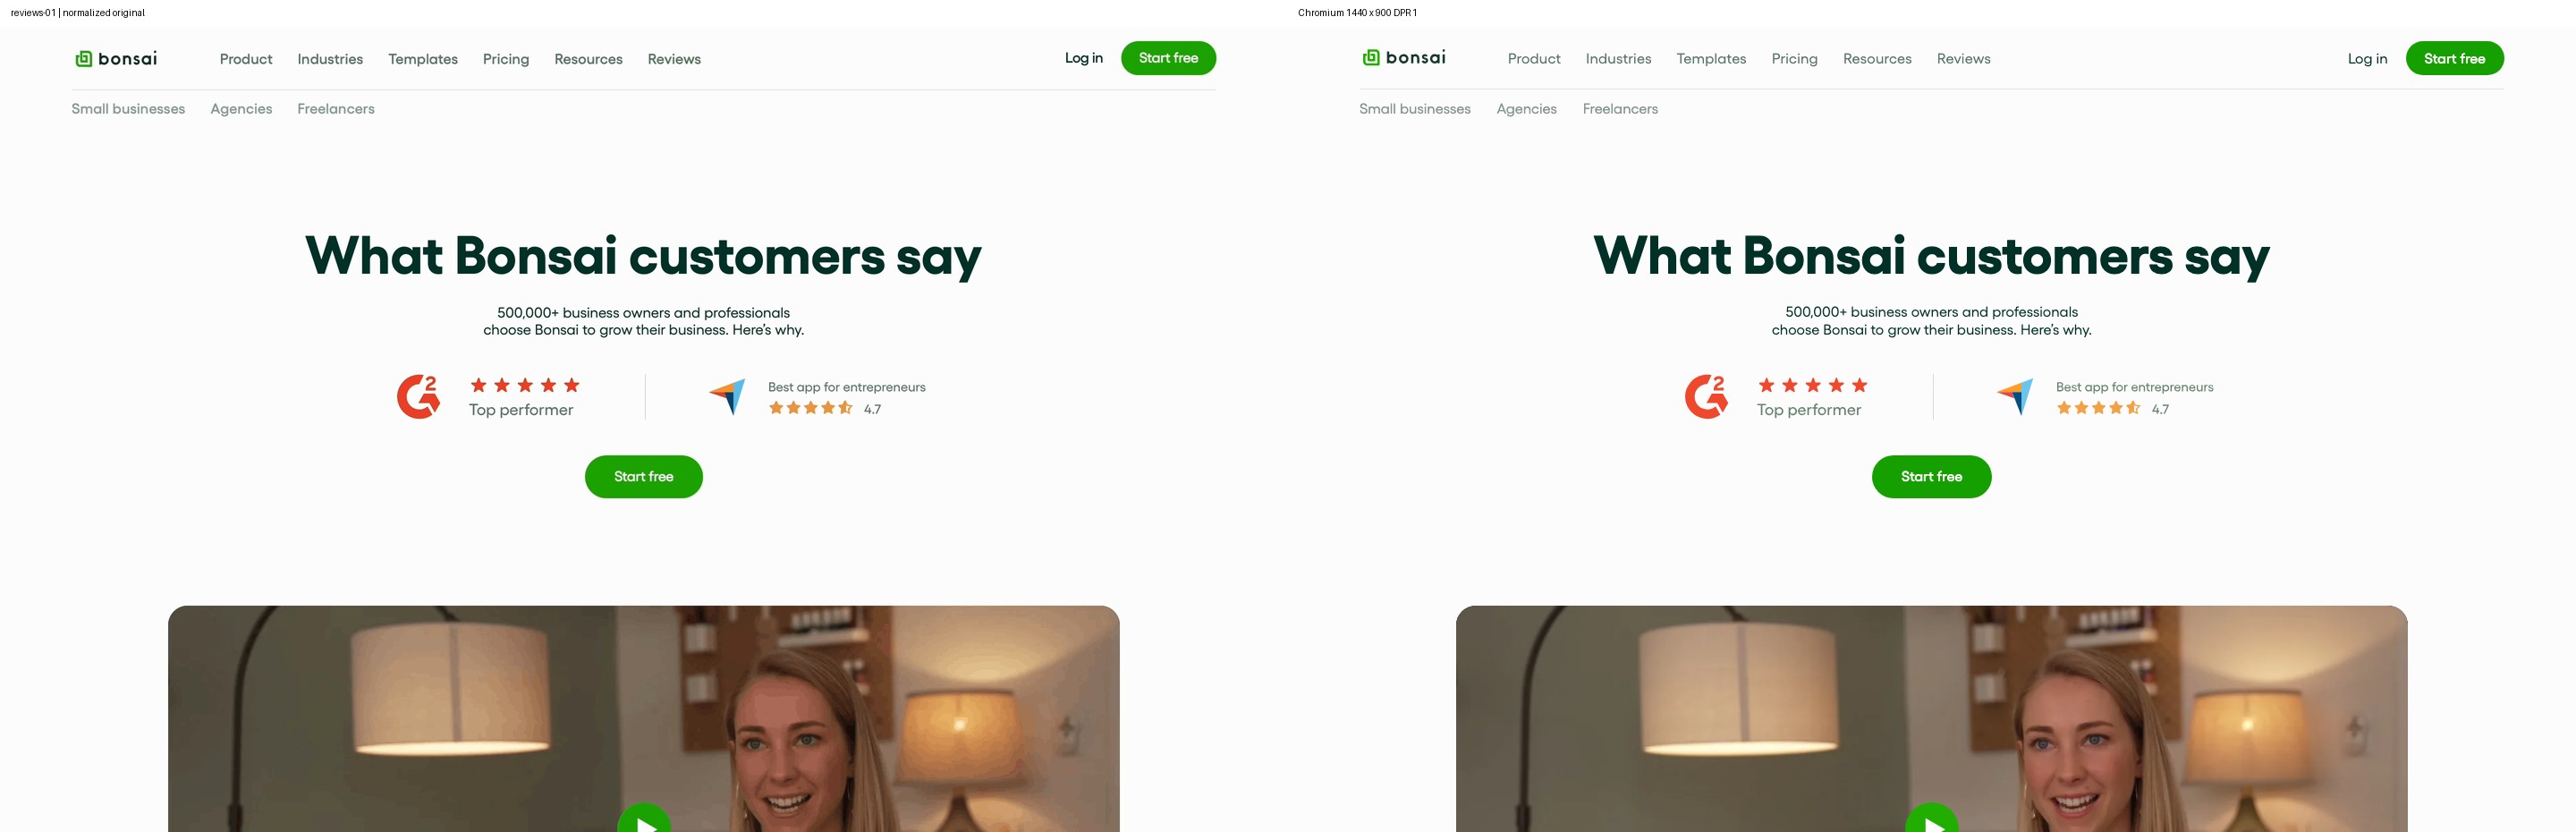 reviews-01 | normalized original
bonsai
Product Industries Templates Pricing Resources Reviews
Log in
Start free
Small businesses Agencies Freelancers
What Bonsai customers say
500,000+ business owners and professionals
choose Bonsai to grow their business. Here's why.
G2
Top performer
Best app for entrepreneurs
4.7
Start free
Chromium 1440 x 900 DPR 1
bonsai
Product Industries Templates Pricing Resources Reviews
Log in
Start free
Small businesses Agencies Freelancers
What Bonsai customers say
500,000+ business owners and professionals
choose Bonsai to grow their business. Here's why.
G2
Top performer
Best app for entrepreneurs
4.7
Start free